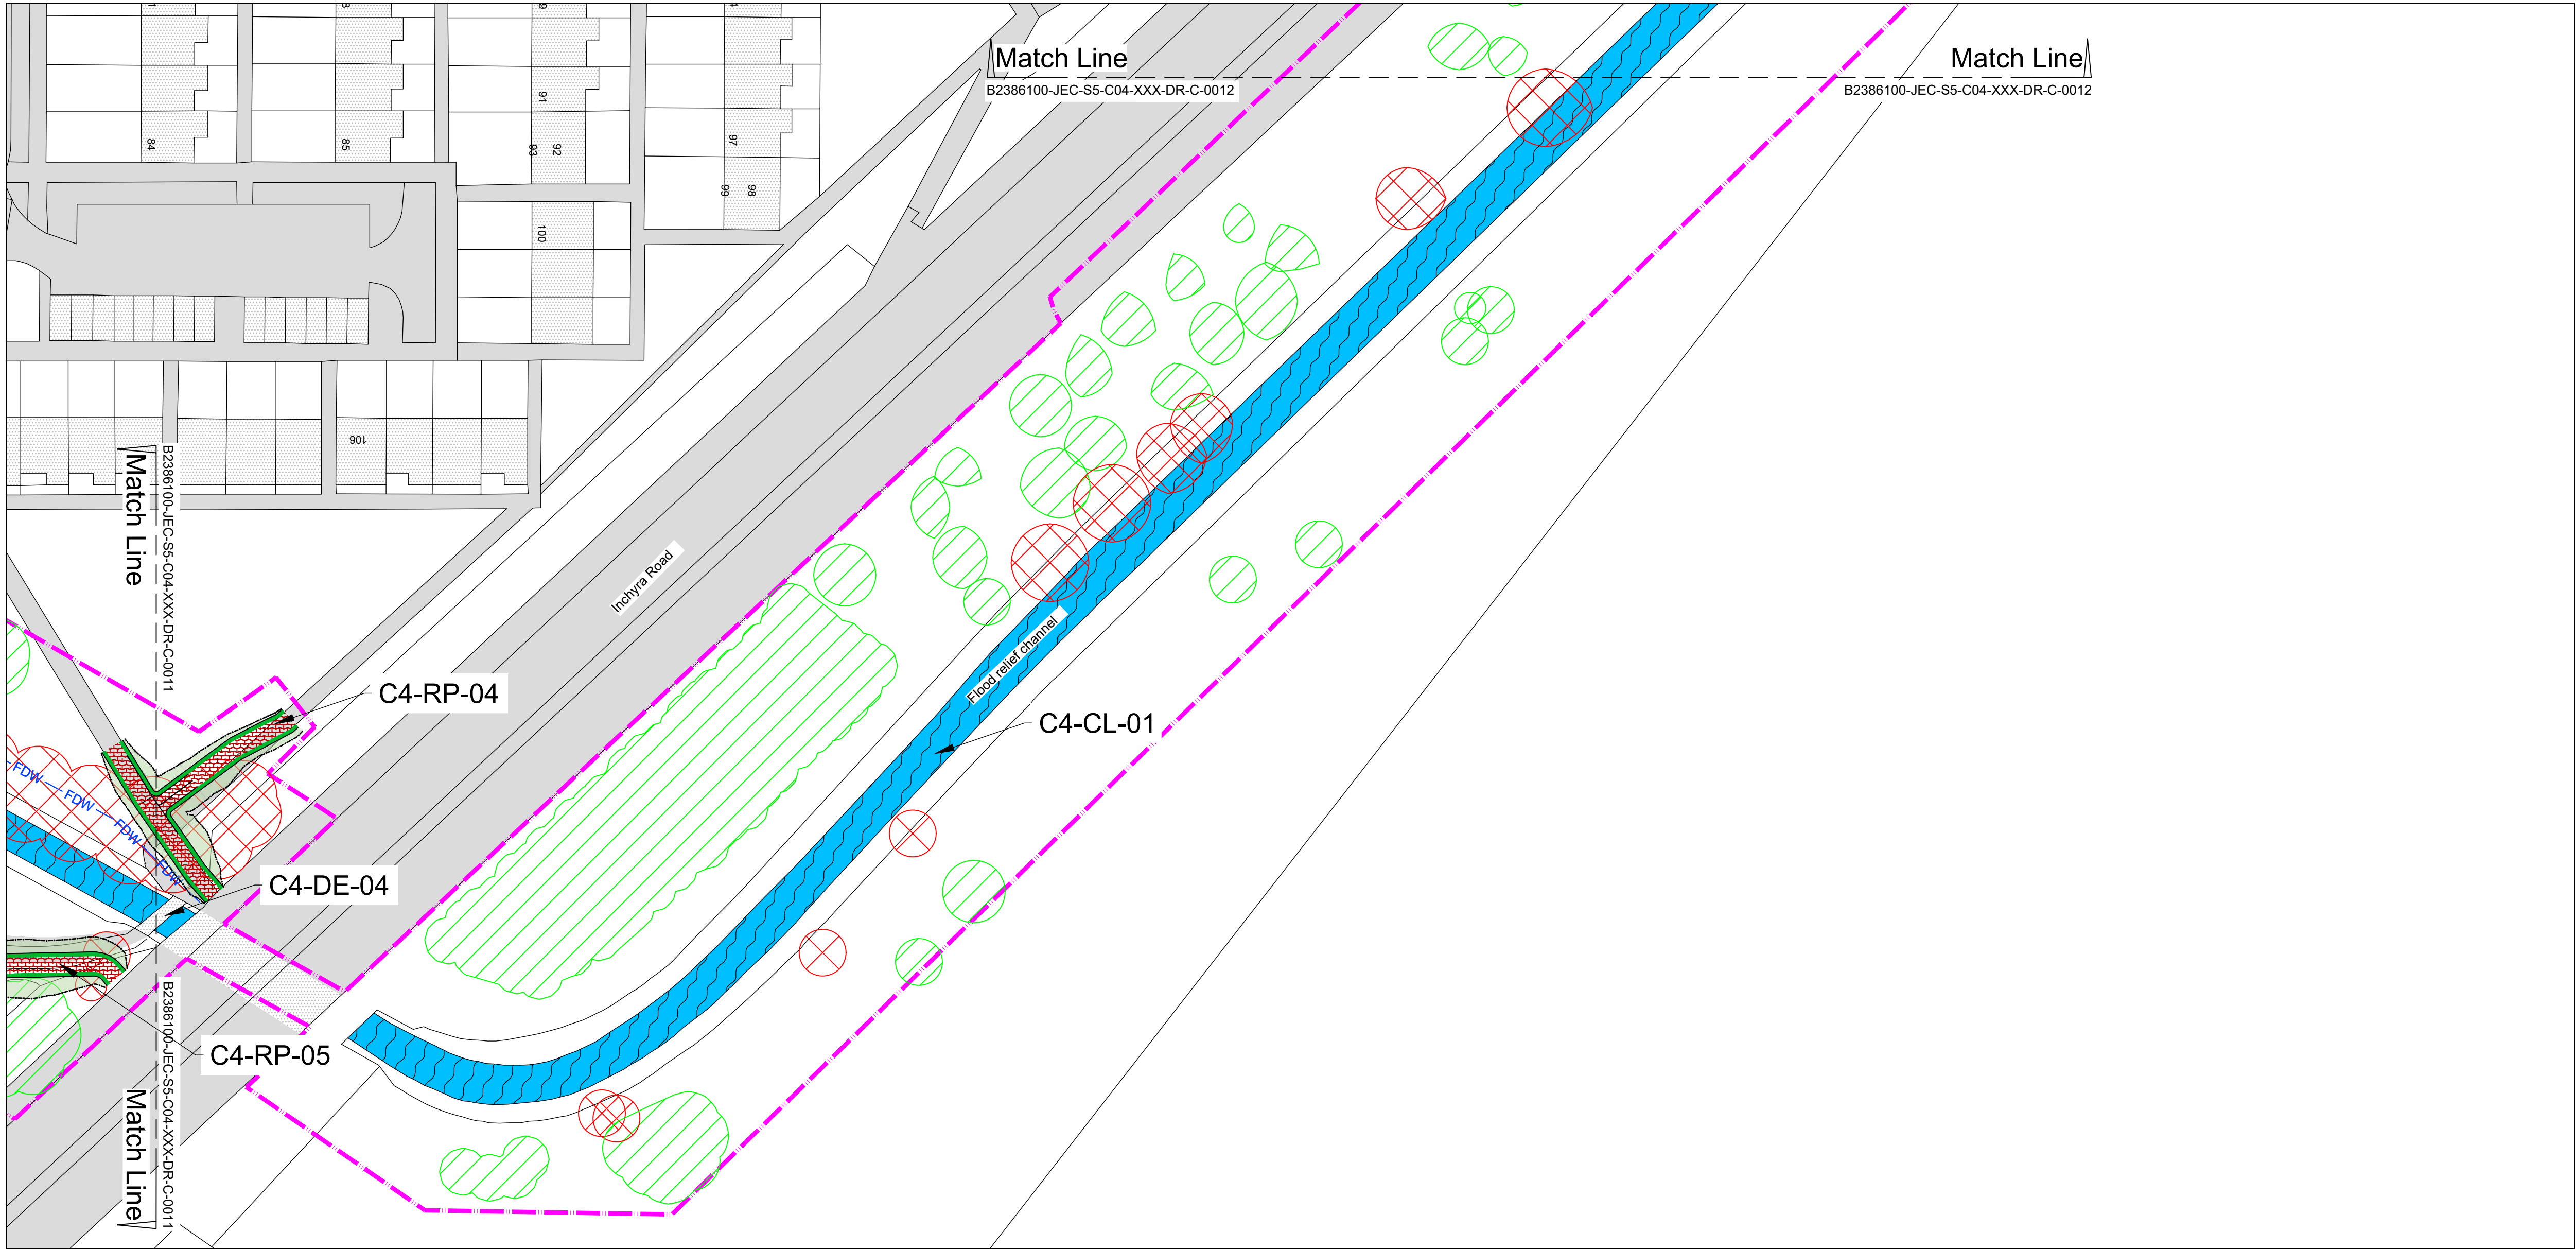 Match Line
B2386100-JEC-S5-C04-XXX-DR-C-0012
Match Line
B2386100-JEC-S5-C04-XXX-DR-C-0012
84
85
91
92
93
97
98
99
100
106
Match Line
B2386100-JEC-S5-C04-XXX-DR-C-0011
Inchyra Road
Flood relief channel
C4-RP-04
C4-CL-01
FDW
FDW
FDW
FDW
C4-DE-04
C4-RP-05
Match Line
B2386100-JEC-S5-C04-XXX-DR-C-0011